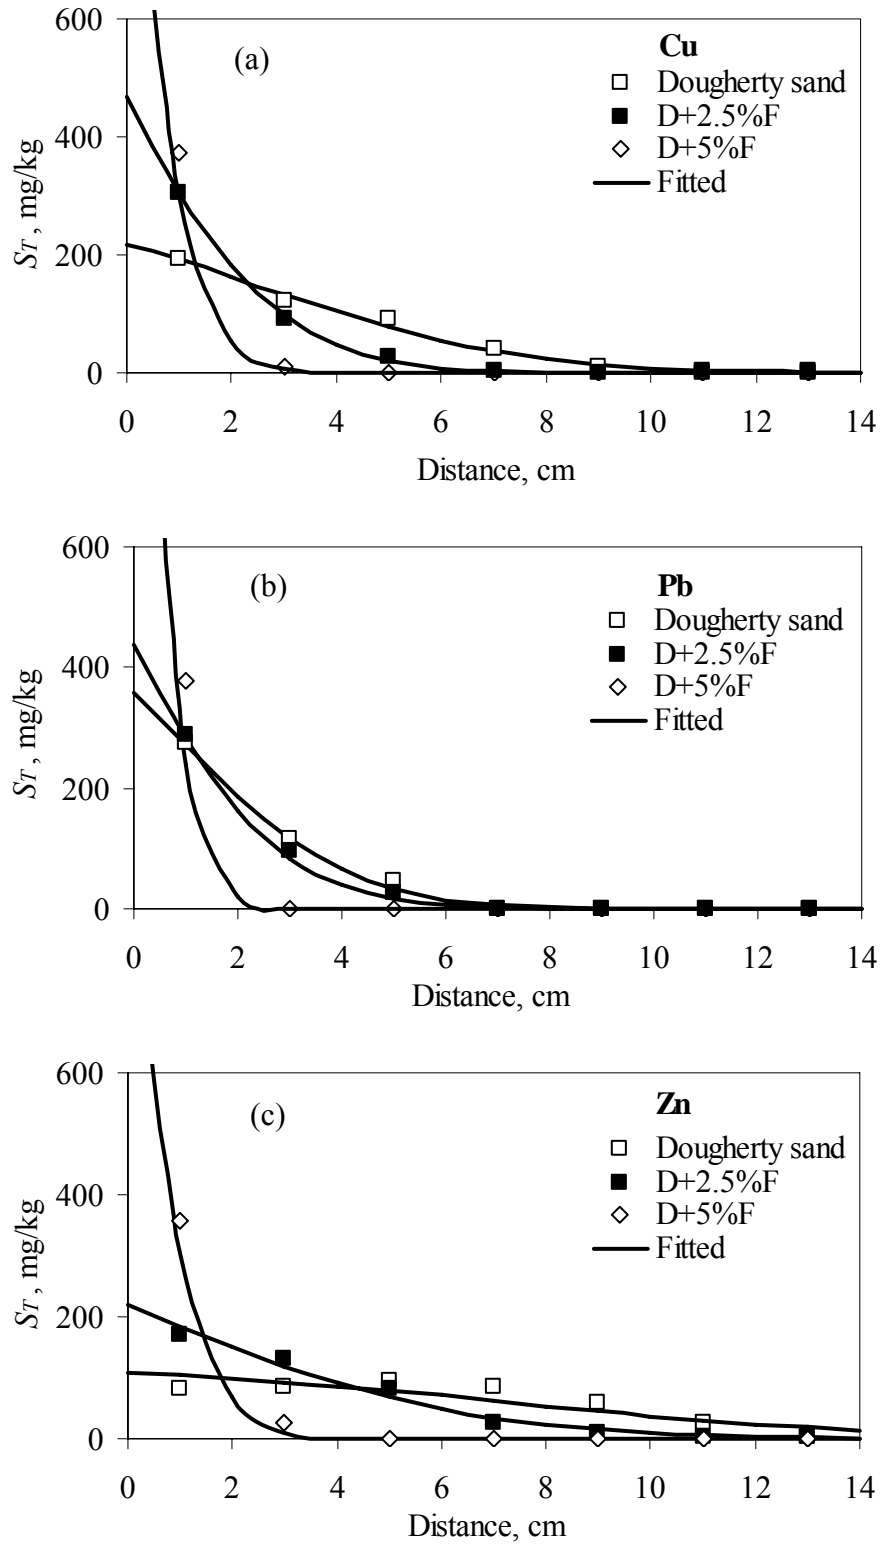 600
(a)
Cu
Dougherty sand
D+2.5%F
D+5%F
Fitted
400
200
0
S_T , mg/kg
0 2 4 6 8 10 12 14
Distance, cm
600
(b)
Pb
Dougherty sand
D+2.5%F
D+5%F
Fitted
400
200
0
S_T , mg/kg
0 2 4 6 8 10 12 14
Distance, cm
600
(c)
Zn
Dougherty sand
D+2.5%F
D+5%F
Fitted
400
200
0
S_T , mg/kg
0 2 4 6 8 10 12 14
Distance, cm